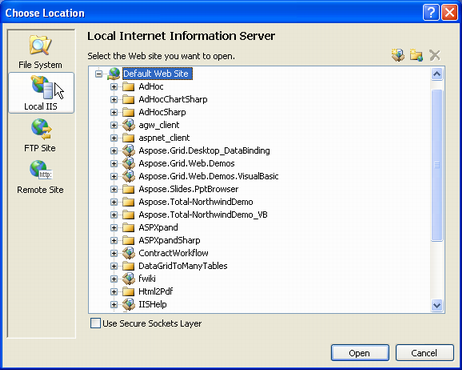 Choose Location
Local Internet Information Server
Select the Web site you want to open.
File System
Local IIS
FTP Site
http:
Remote Site
Default Web Site
AdHoc
AdHocChartSharp
AdHocSharp
agw_client
aspnet_client
Aspose.Grid.Desktop_DataBinding
Aspose.Grid.Web.Demos
Aspose.Grid.Web.Demos.VisualBasic
Aspose.Slides.PptBrowser
Aspose.Total-NorthwindDemo
Aspose.Total-NorthwindDemo_VB
ASPXpand
ASPXpandSharp
ContractWorkflow
DataGridToManyTables
fwiki
Html2Pdf
IISHelp
Use Secure Sockets Layer
Open
Cancel